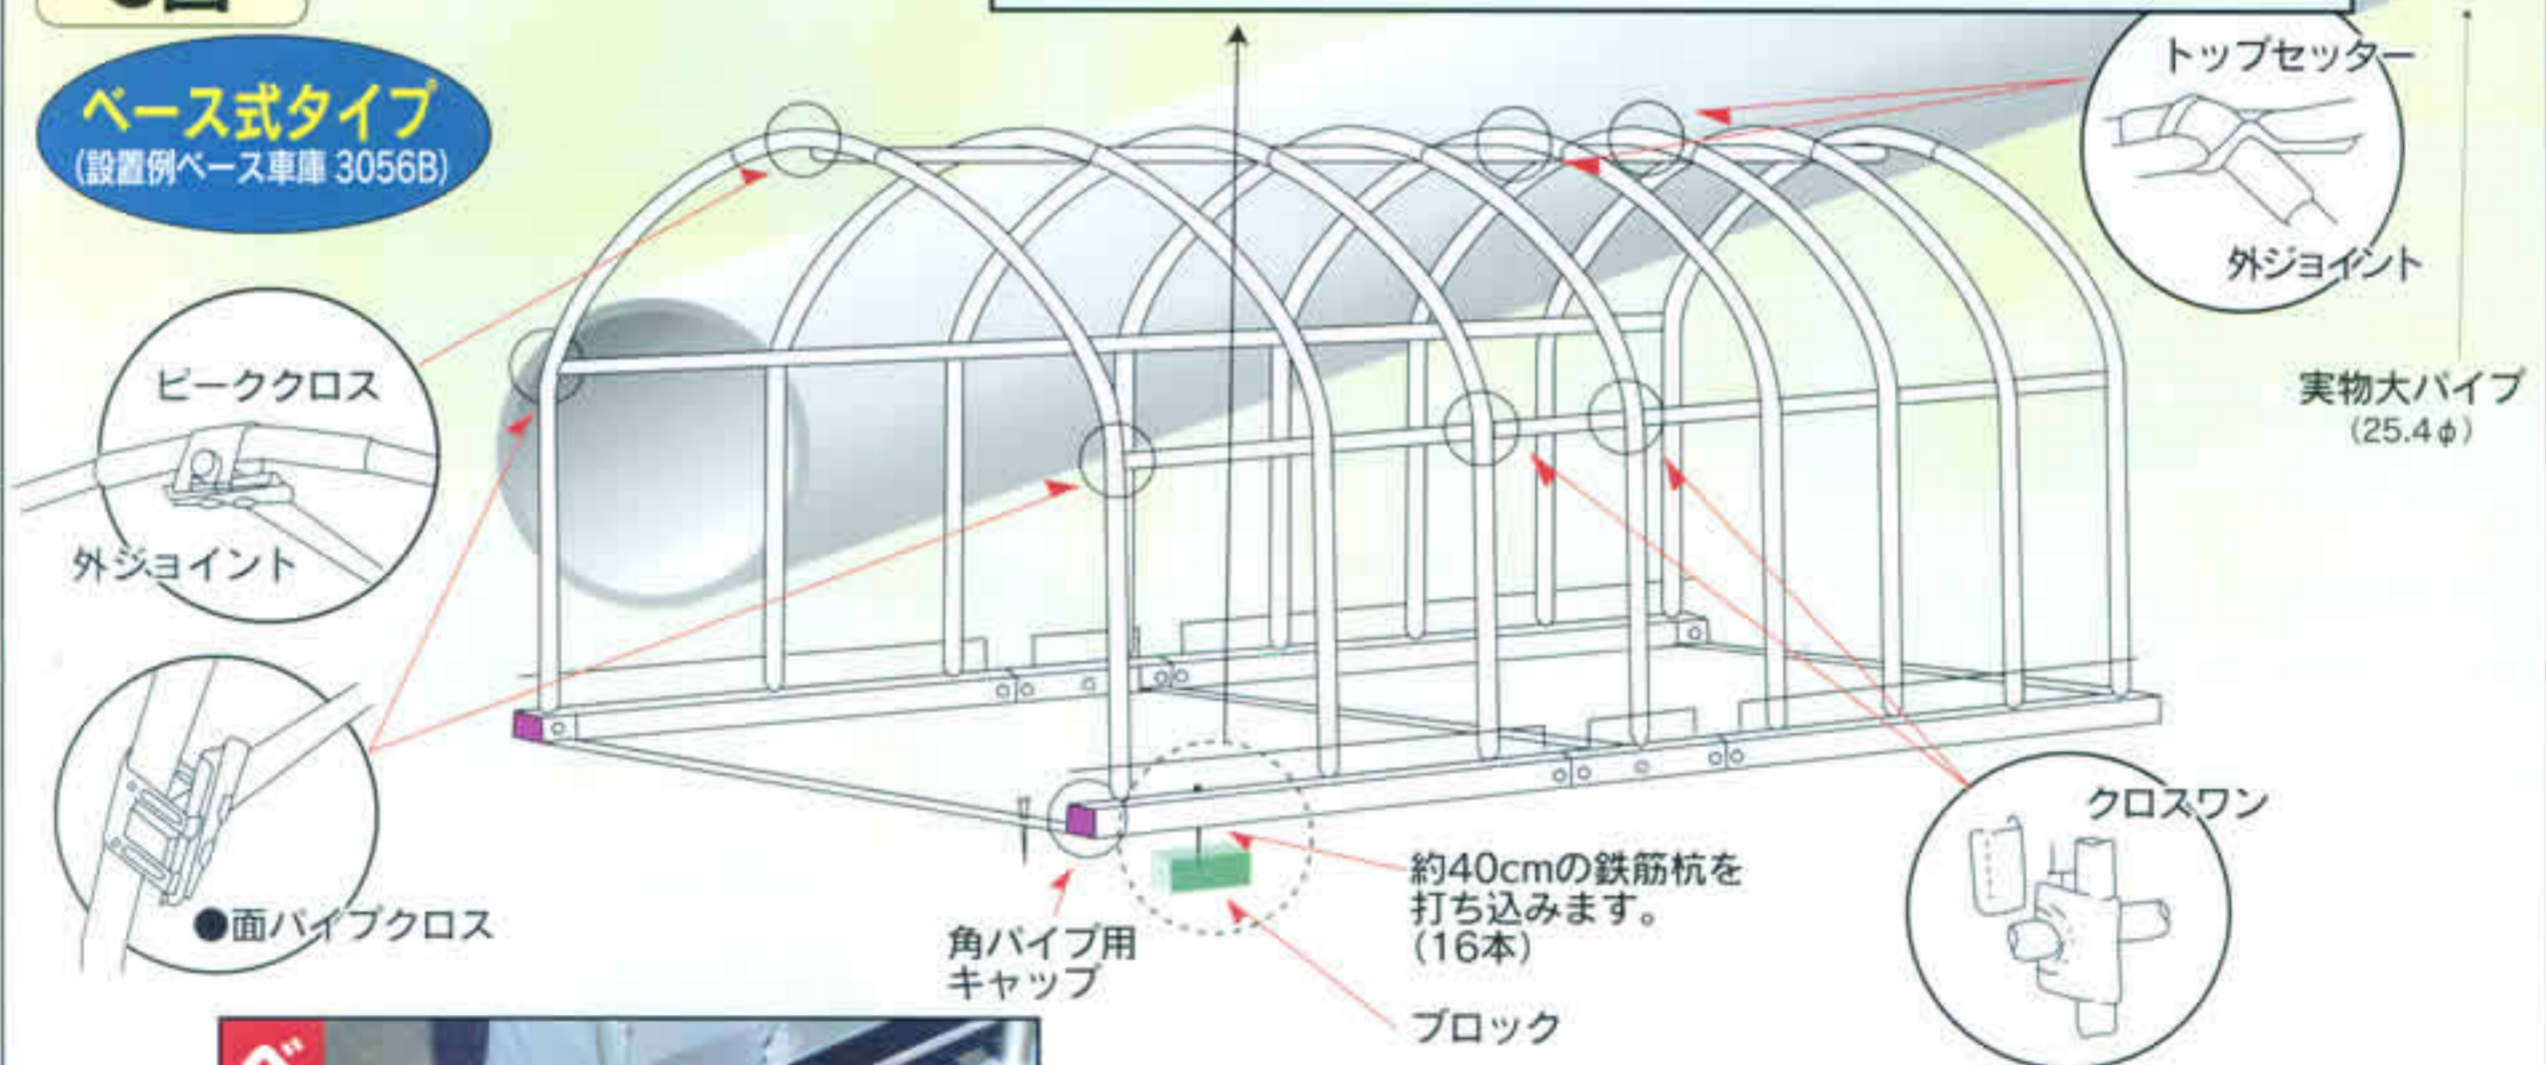 ベース式タイプ
(設置例ベース車庫 3056B)
トップセッター
外ジョイント
実物大パイプ
(25.4φ)
ピーククロス
外ジョイント
●面パイプクロス
クロスワン
約40cmの鉄筋杭を
打ち込みます。
(16本)
角パイプ用
キャップ
ブロック